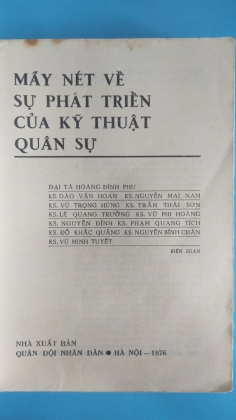 MẤY NÉT VỀ
SỰ PHÁT TRIỂN
CỦA KỸ THUẬT
QUÂN SỰ
ĐẠI TÁ HOÀNG ĐÌNH PHU
KS. ĐÀO VĂN HOAN KS. NGUYỄN MAI NAM
KS. VŨ TRỌNG HÙNG KS. TRẦN THÁI SƠN
KS. LÊ QUANG TRƯỞNG KS. VŨ PHI HOÀNG
KS. NGUYỄN ĐỈNH KS. PHẠM QUANG TÍCH
KS. ĐỖ KHẮC QUẢNG KS. NGUYỄN BỈNH CHÂN
KS. VŨ MINH TUYẾT
BIÊN SOẠN
NHÀ XUẤT BẢN
QUÂN ĐỘI NHÂN DÂN ● HÀ NỘI — 1976